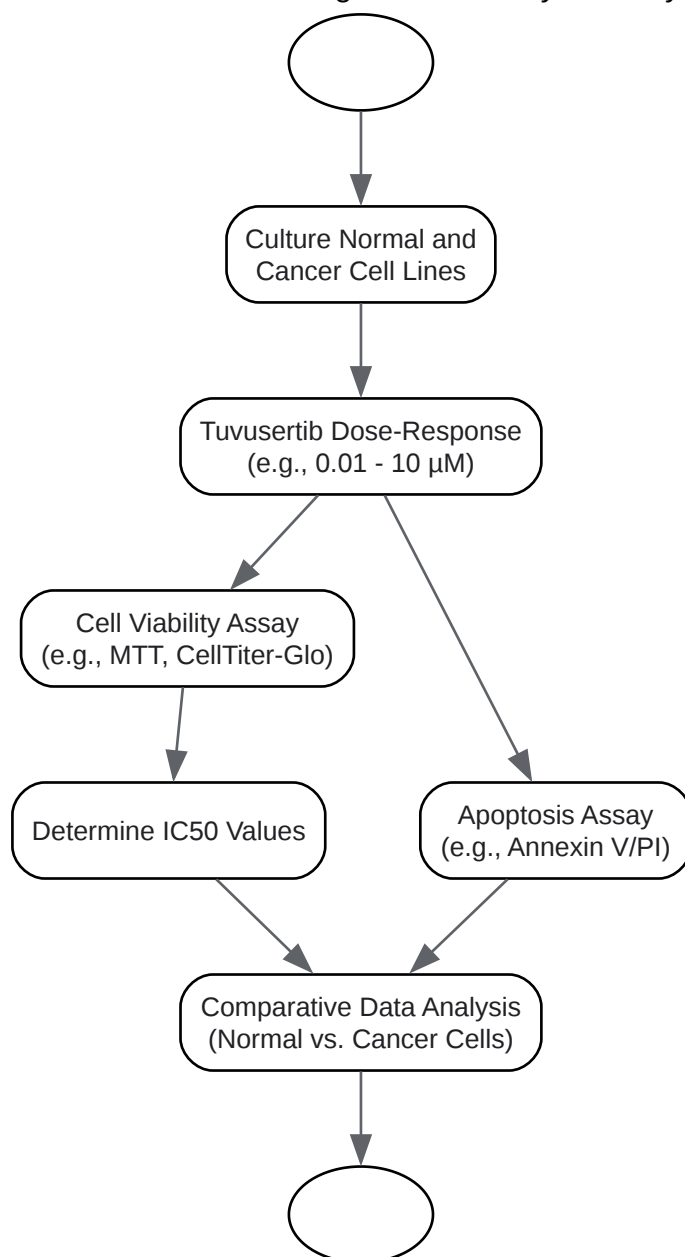 Culture Normal and
Cancer Cell Lines
Tuvusertib Dose-Response
(e.g., 0.01 - 10 µM)
Cell Viability Assay
(e.g., MTT, CellTiter-Glo)
Determine IC50 Values
Apoptosis Assay
(e.g., Annexin V/PI)
Comparative Data Analysis
(Normal vs. Cancer Cells)